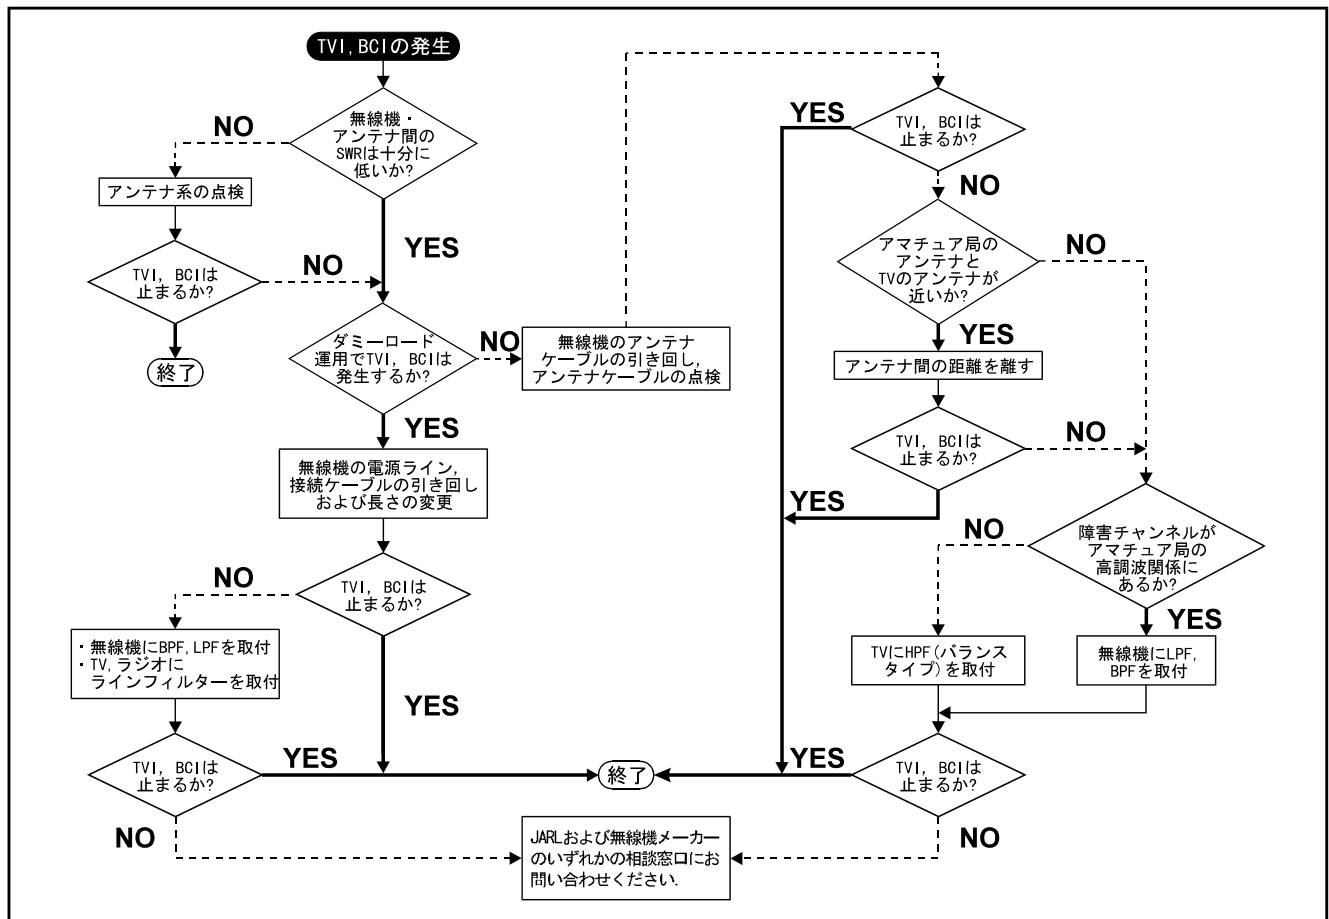 TVI,BCIの発生
無線機・
アンテナ間の
SWRは十分に
低いか?
NO
アンテナ系の点検
YES
TVI, BCIは
止まるか?
NO
終了
ダミーロード
運用でTVI, BCIは
発生するか?
NO
無線機のアンテナ
ケーブルの引き回し,
アンテナケーブルの点検
YES
無線機の電源ライン,
接続ケーブルの引き回し
および長さの変更
TVI, BCIは
止まるか?
NO
・無線機にBPF,LPFを取付
・TV,ラジオに
ラインフィルターを取付
YES
TVI, BCIは
止まるか?
YES
NO
終了
TVI, BCIは
止まるか?
YES
NO
アマチュア局の
アンテナと
TVのアンテナが
近いか?
NO
YES
アンテナ間の距離を離す
TVI, BCIは
止まるか?
NO
YES
障害チャンネルが
アマチュア局の
高調波関係に
あるか?
NO
YES
TVにHPF(バランス
タイプ)を取付
無線機にLPF,
BPFを取付
TVI, BCIは
止まるか?
YES
NO
JARLおよび無線機メーカー
のいずれかの相談窓口にお
問い合わせください.